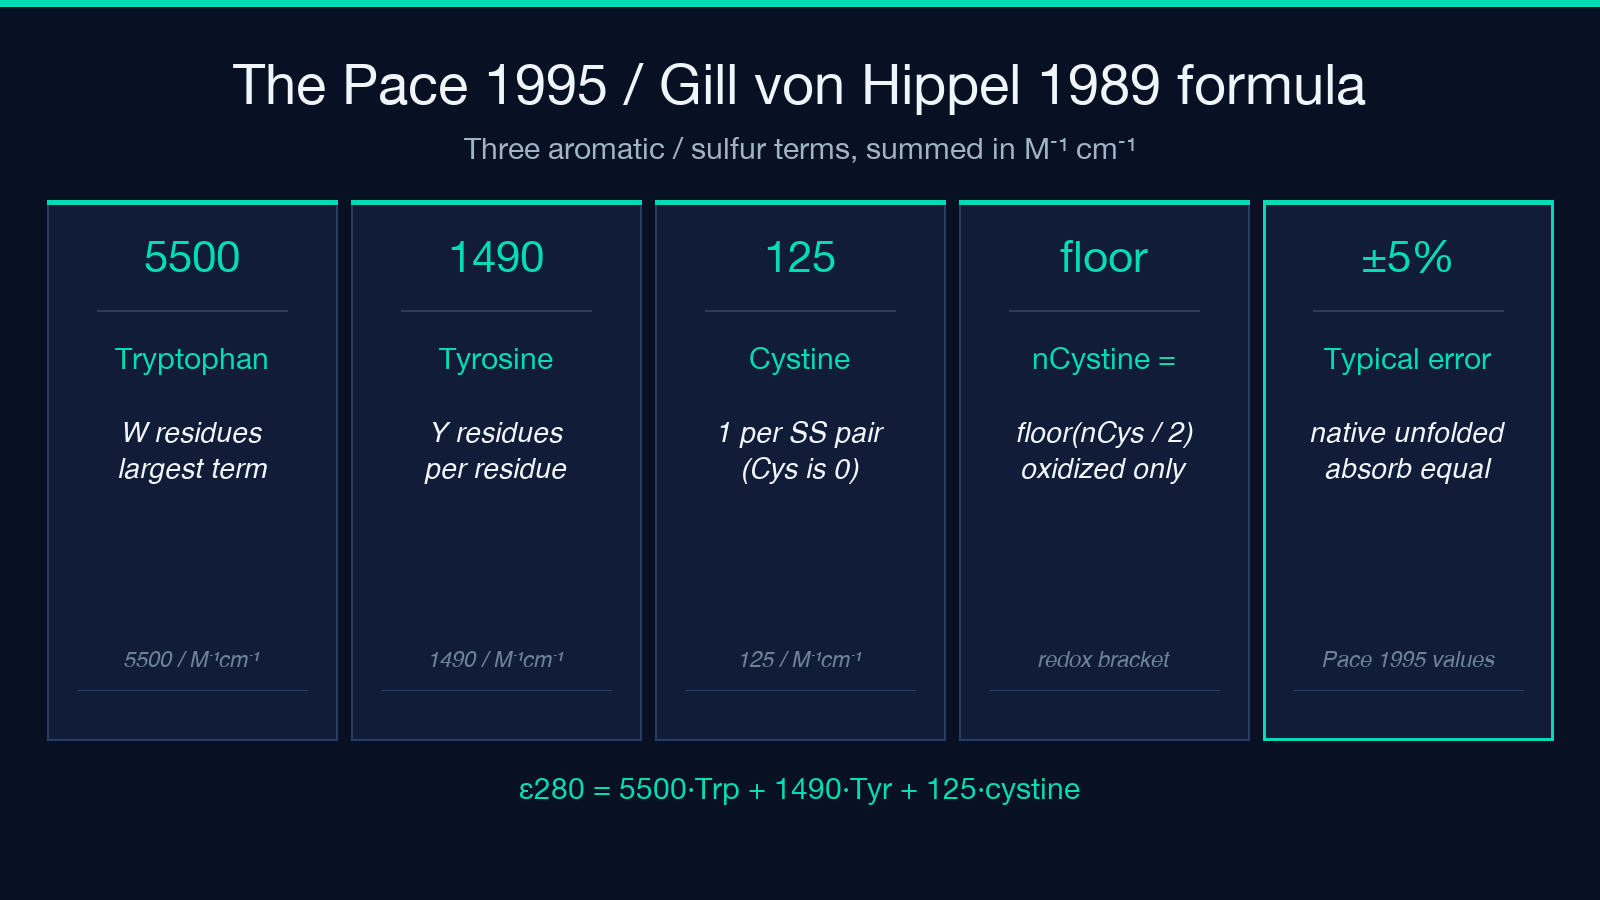 The Pace 1995 / Gill von Hippel 1989 formula
Three aromatic / sulfur terms, summed in M⁻¹ cm⁻¹
5500
Tryptophan
W residues
largest term
5500 / M⁻¹cm⁻¹
1490
Tyrosine
Y residues
per residue
1490 / M⁻¹cm⁻¹
125
Cystine
1 per SS pair
(Cys is 0)
125 / M⁻¹cm⁻¹
floor
nCystine =
floor(nCys / 2)
oxidized only
redox bracket
±5%
Typical error
native unfolded
absorb equal
Pace 1995 values
ε280 = 5500·Trp + 1490·Tyr + 125·cystine